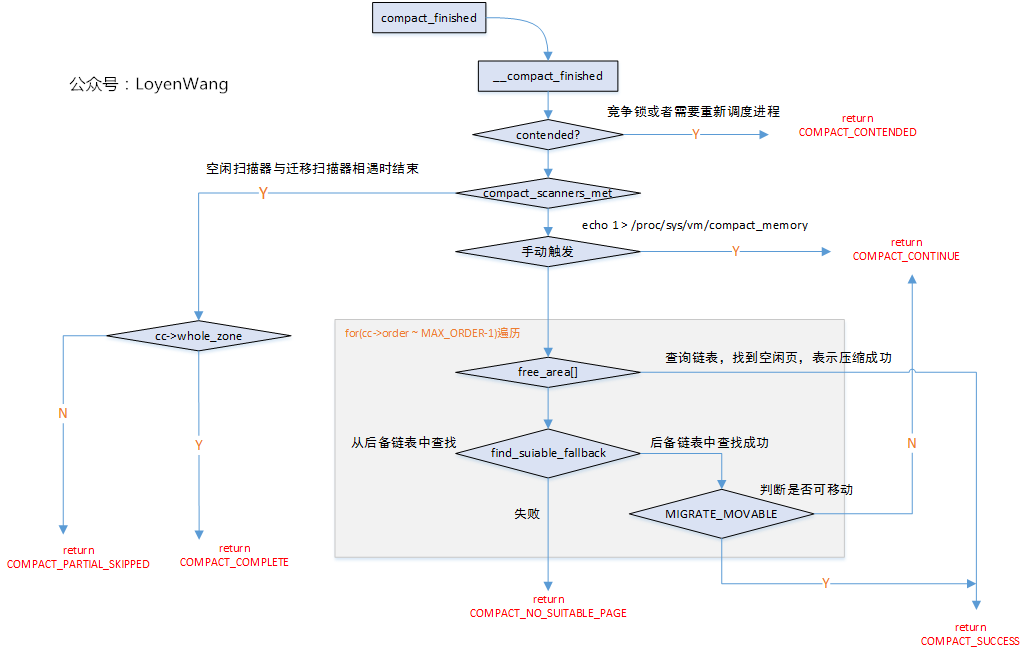 compact_finished
公众号：LoyenWang
__compact_finished
竞争锁或者需要重新调度进程
contended?
Y
return
COMPACT_CONTENDED
空闲扫描器与迁移扫描器相遇时结束
Y
compact_scanners_met
echo 1 > /proc/sys/vm/compact_memory
手动触发
Y
return
COMPACT_CONTINUE
cc->whole_zone
for(cc->order ~ MAX_ORDER-1)遍历
查询链表，找到空闲页，表示压缩成功
free_area[]
N
Y
从后备链表中查找
find_suiable_fallback
后备链表中查找成功
N
判断是否可移动
失败
MIGRATE_MOVABLE
return
COMPACT_PARTIAL_SKIPPED
return
COMPACT_COMPLETE
Y
return
COMPACT_NO_SUITABLE_PAGE
return
COMPACT_SUCCESS